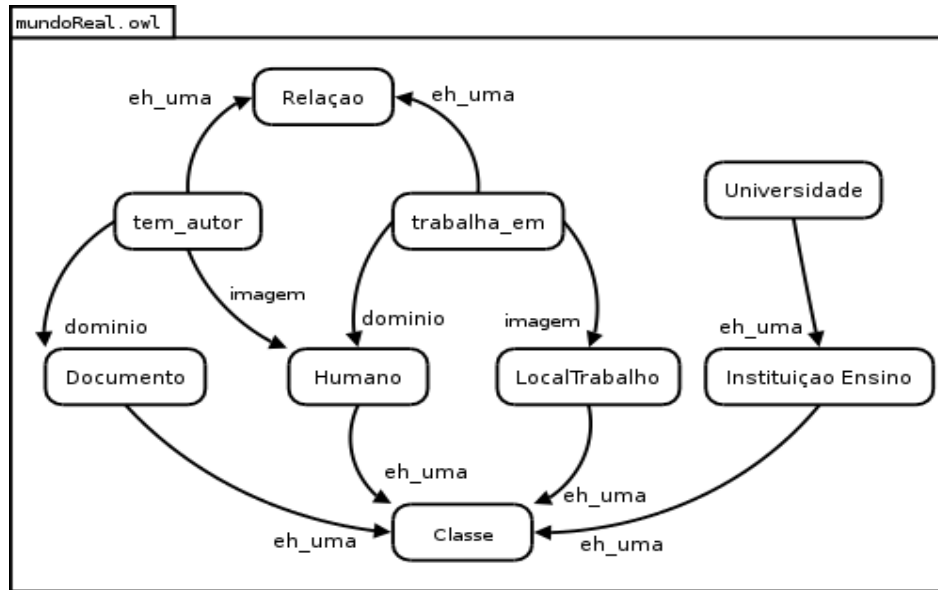 mundoReal.owl
eh_uma
Relaçao
eh_uma
tem_autor
trabalha_em
Universidade
imagem
dominio
dominio
imagem
eh_uma
Documento
Humano
LocalTrabalho
Instituiçao Ensino
eh_uma
eh_uma
eh_uma
Classe
eh_uma